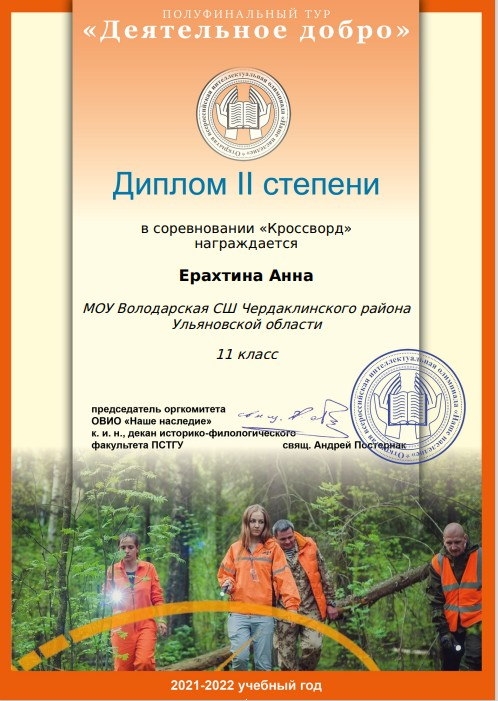 ПОЛУФИНАЛЬНЫЙ ТУР
«Деятельное добро»
Открытая всероссийская интеллектуальная олимпиада «Наше наследие»
Диплом II степени
в соревновании «Кроссворд»
награждается
Ерахтина Анна
МОУ Володарская СШ Чердаклинского района
Ульяновской области
11 класс
председатель оргкомитета
ОВИО «Наше наследие»
к. и. н., декан историко-филологического
факультета ПСТГУ
свящ. Андрей Постернак
Открытая всероссийская интеллектуальная олимпиада «Наше наследие»
2021-2022 учебный год